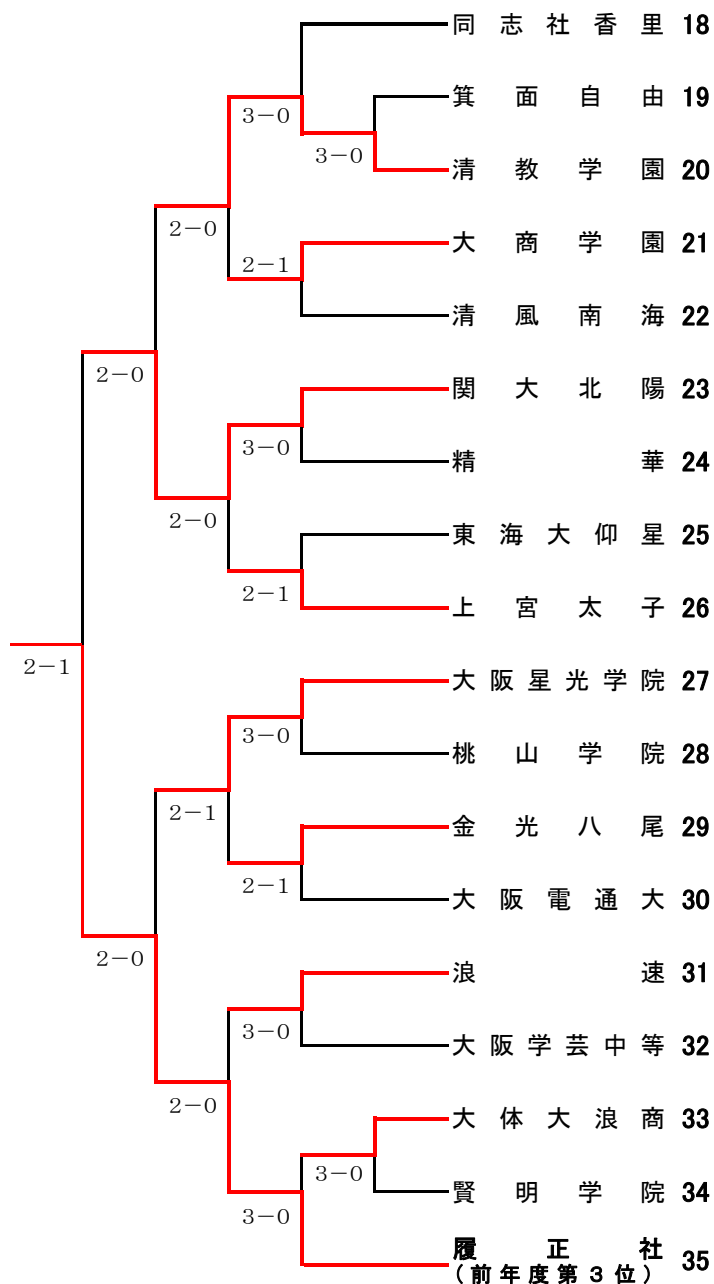 同志社香里 18
箕面自由 19
3−0
3−0
清教学園 20
2−0
大商学園 21
2−1
清風南海 22
2−0
関大北陽 23
3−0
精華 24
2−0
東海大仰星 25
2−1
上宮太子 26
2−1
大阪星光学院 27
3−0
桃山学院 28
2−1
金光八尾 29
2−1
大阪電通大 30
2−0
浪速 31
3−0
大阪学芸中等 32
2−0
大体大浪商 33
3−0
賢明学院 34
3−0
履正社 35
(前年度第3位)